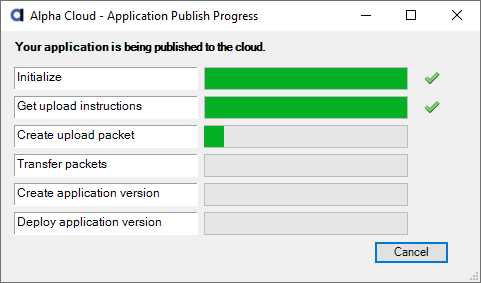 Alpha Cloud - Application Publish Progress
Your application is being published to the cloud.
Initialize
Get upload instructions
Create upload packet
Transfer packets
Create application version
Deploy application version
Cancel